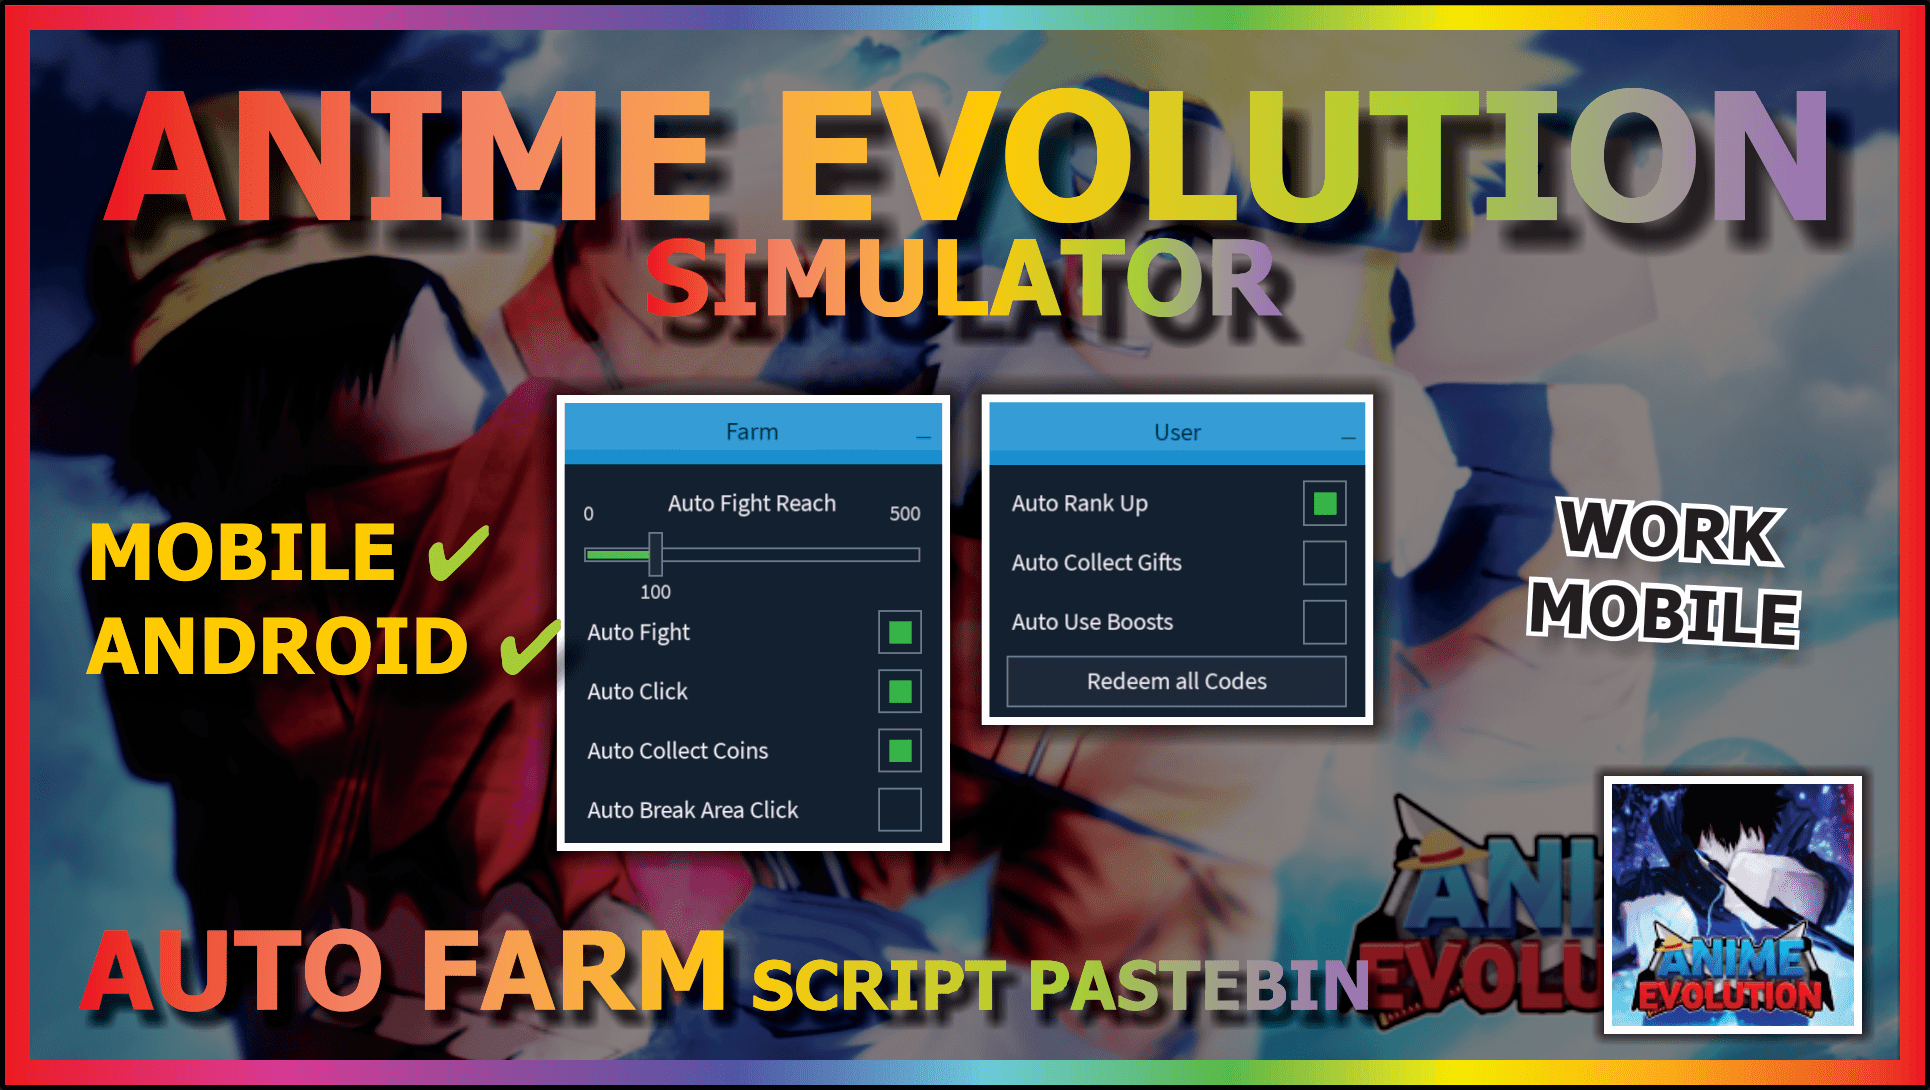 ANIME EVOLUTION
SIMULATOR
Farm
Auto Fight Reach
0
500
100
Auto Fight
Auto Click
Auto Collect Coins
Auto Break Area Click
User
Auto Rank Up
Auto Collect Gifts
Auto Use Boosts
Redeem all Codes
MOBILE ✔
ANDROID ✔
WORK
MOBILE
AUTO FARM SCRIPT PASTEBIN
ANI
EVOLU
ANIME
EVOLUTION